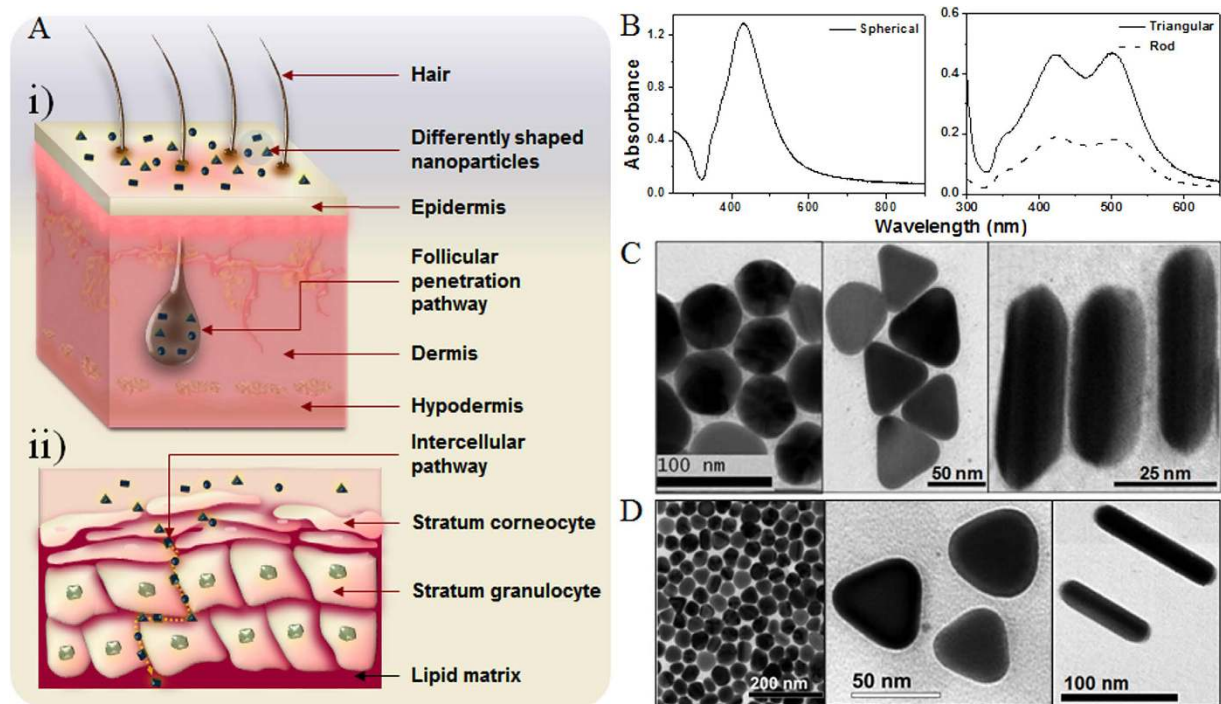 A
i)
Hair
Differently shaped
nanoparticles
Epidermis
Follicular
penetration
pathway
Dermis
Hypodermis
ii)
Intercellular
pathway
Stratum corneocyte
Stratum granulocyte
Lipid matrix
B
Absorbance
1.2
0.8
0.4
0.0
400
600
800
Spherical
0.6
0.4
0.2
0.0
300
400
500
600
Triangular
Rod
Wavelength (nm)
C
100 nm
50 nm
25 nm
D
200 nm
50 nm
100 nm